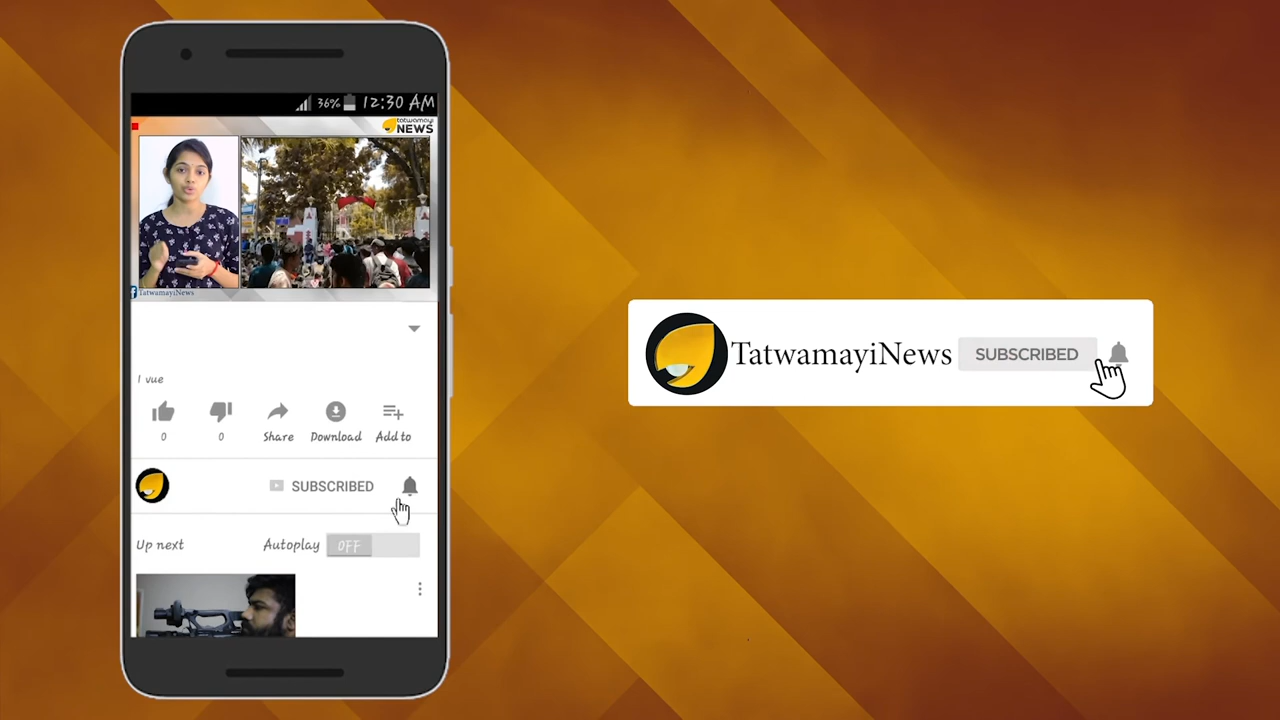 36% 12:30 AM
tatwamayi
NEWS
TatwamayiNews
1 vue
0 0 Share Download Add to
SUBSCRIBED
Up next Autoplay OFF
TatwamayiNews SUBSCRIBED